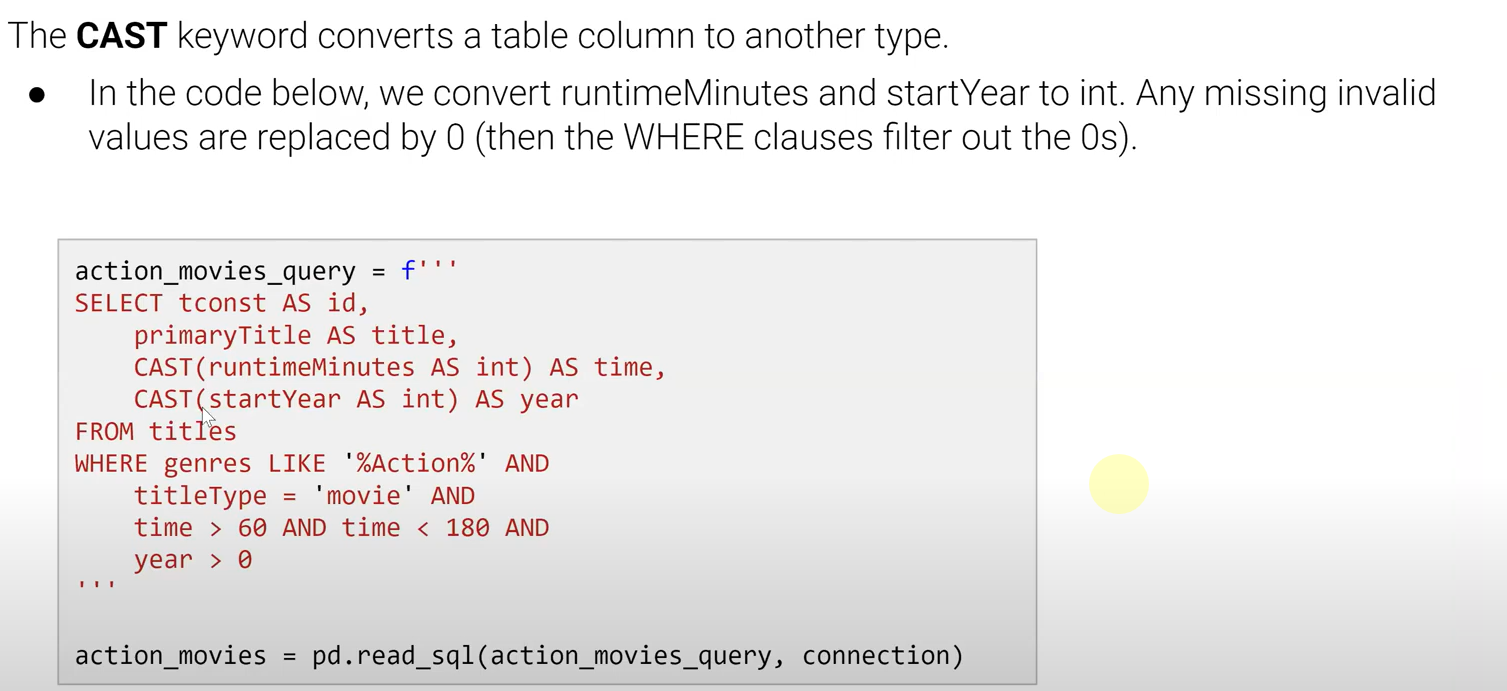 The CAST keyword converts a table column to another type.
● In the code below, we convert runtimeMinutes and startYear to int. Any missing invalid
values are replaced by 0 (then the WHERE clauses filter out the 0s).
action_movies_query = f'''
SELECT tconst AS id,
    primaryTitle AS title,
    CAST(runtimeMinutes AS int) AS time,
    CAST(startYear AS int) AS year
FROM titles
WHERE genres LIKE '%Action%' AND
    titleType = 'movie' AND
    time > 60 AND time < 180 AND
    year > 0
'''
action_movies = pd.read_sql(action_movies_query, connection)